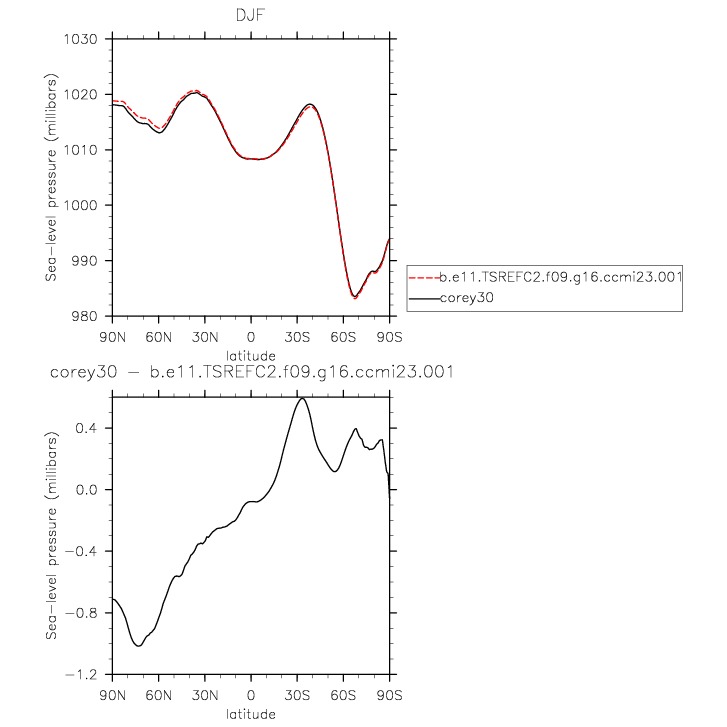 DJF
1030
1020
1010
1000
990
980
Sea-level pressure (millibars)
90N 60N 30N 0 30S 60S 90S
latitude
b.e11.TSREFC2.f09.g16.ccmi23.001
corey30
corey30 - b.e11.TSREFC2.f09.g16.ccmi23.001
0.4
0.0
-0.4
-0.8
-1.2
Sea-level pressure (millibars)
90N 60N 30N 0 30S 60S 90S
latitude